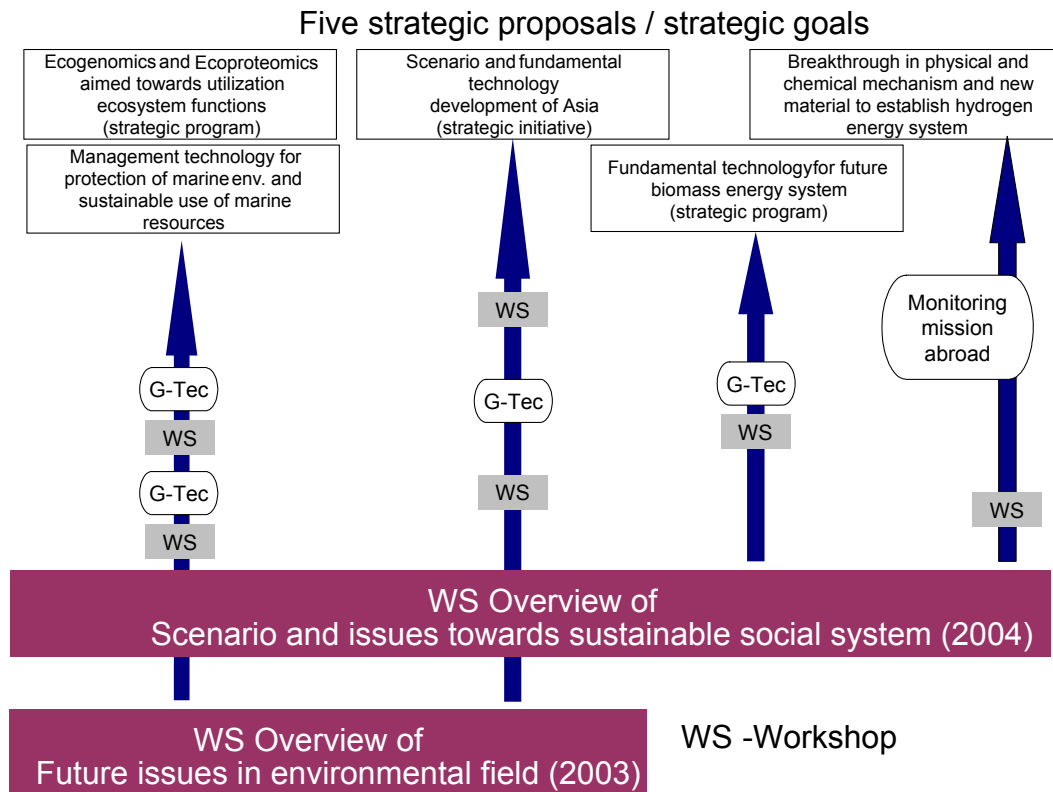 Five strategic proposals / strategic goals
Ecogenomics and Ecoproteomics
aimed towards utilization
ecosystem functions
(strategic program)
Management technology for
protection of marine env. and
sustainable use of marine
resources
Scenario and fundamental
technology
development of Asia
(strategic initiative)
Fundamental technologyfor future
biomass energy system
(strategic program)
Breakthrough in physical and
chemical mechanism and new
material to establish hydrogen
energy system
G-Tec
WS
G-Tec
WS
WS
G-Tec
WS
G-Tec
WS
Monitoring
mission
abroad
WS
WS Overview of
Scenario and issues towards sustainable social system (2004)
WS Overview of
Future issues in environmental field (2003)
WS -Workshop